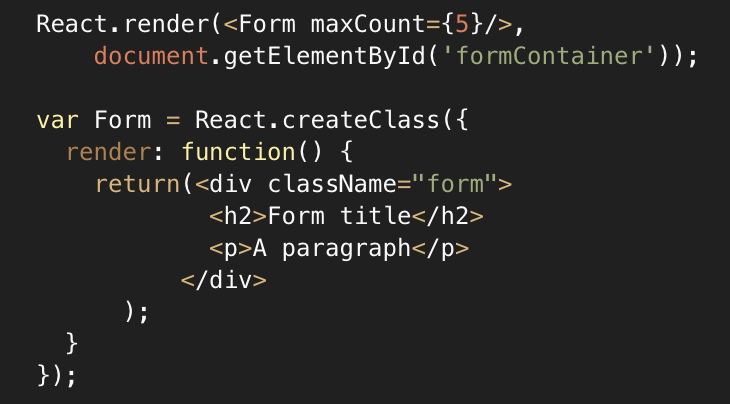 React.render(<Form maxCount={5}/>,
    document.getElementById('formContainer'));

var Form = React.createClass({
  render: function() {
    return(<div className="form">
            <h2>Form title</h2>
            <p>A paragraph</p>
          </div>
      );
  }
});